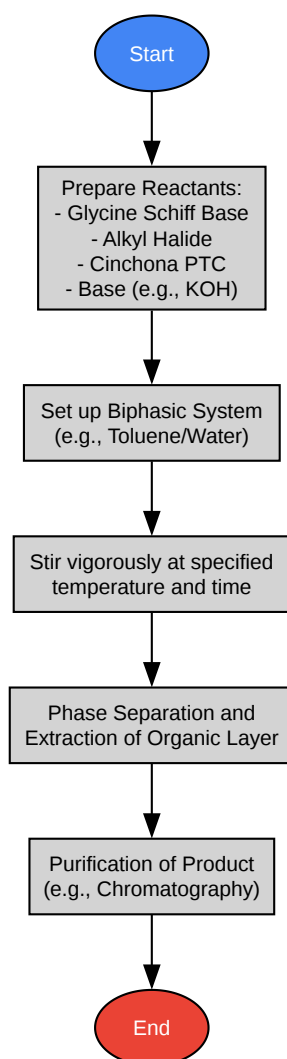 Start
Prepare Reactants:
- Glycine Schiff Base
- Alkyl Halide
- Cinchona PTC
- Base (e.g., KOH)
Set up Biphasic System
(e.g., Toluene/Water)
Stir vigorously at specified
temperature and time
Phase Separation and
Extraction of Organic Layer
Purification of Product
(e.g., Chromatography)
End